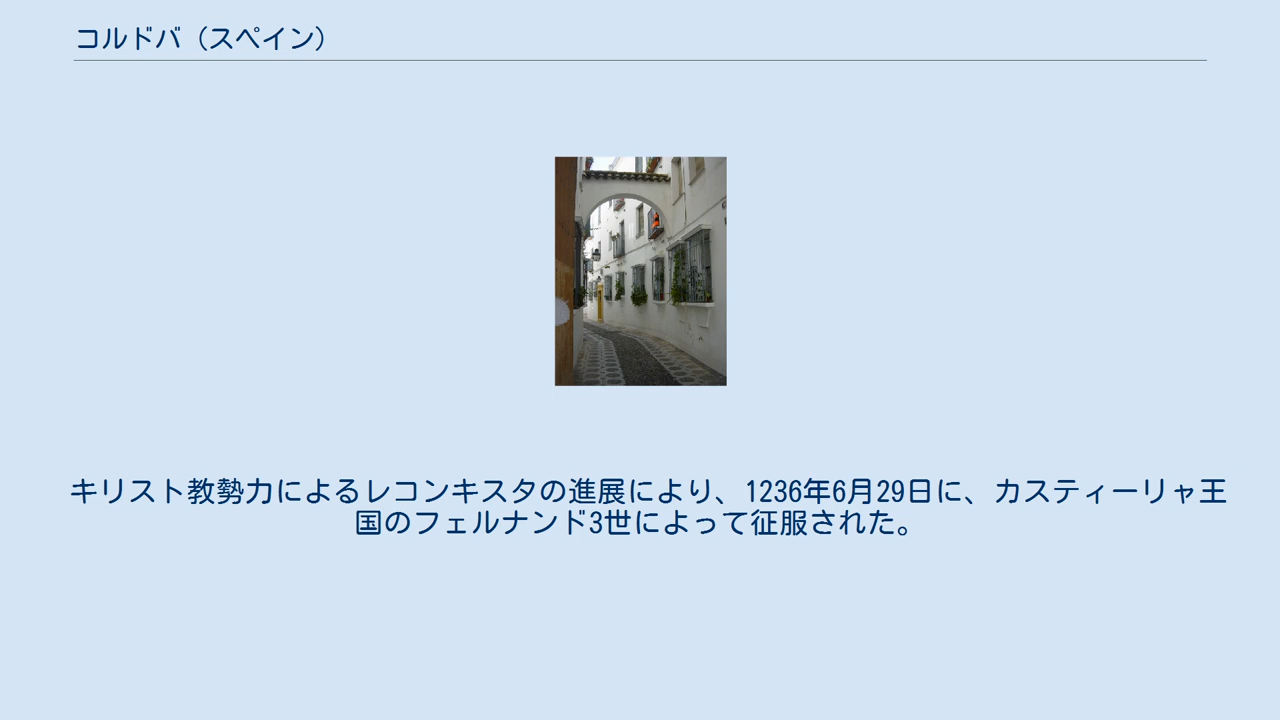 コルドバ（スペイン）
キリスト教勢力によるレコンキスタの進展により、1236年6月29日に、カスティーリャ王
国のフェルナンド3世によって征服された。